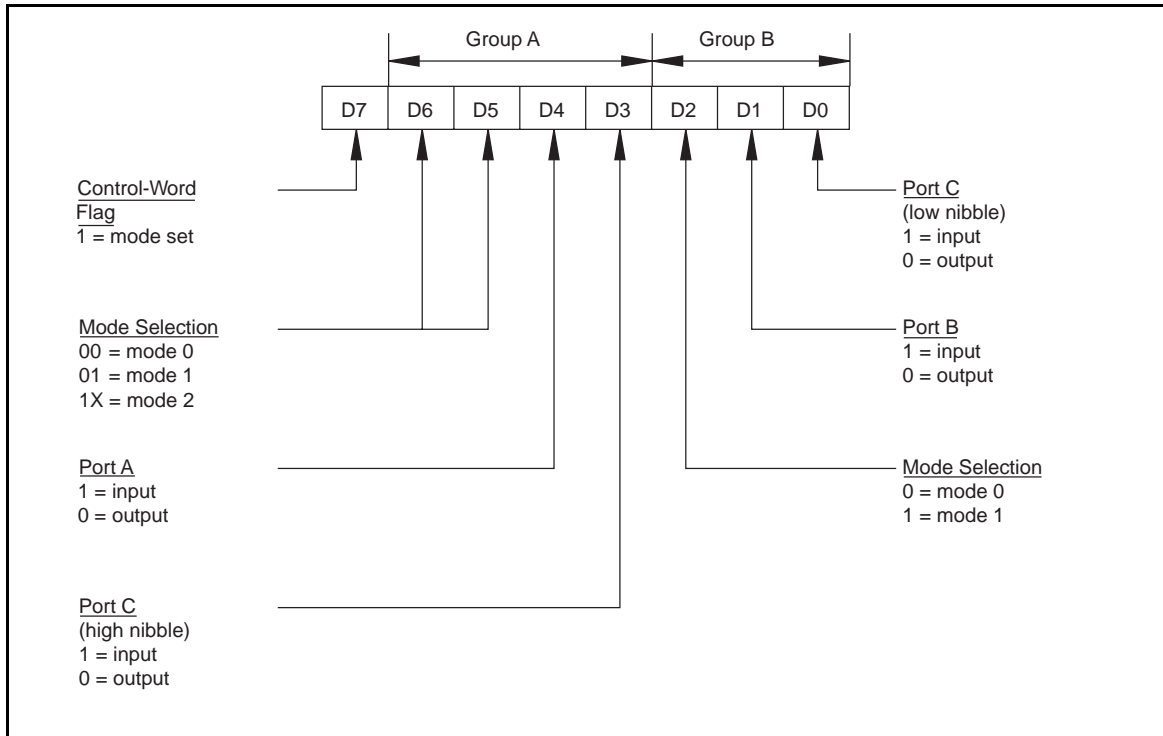 Group A
Group B
D7 D6 D5 D4 D3 D2 D1 D0
Control-Word
Flag
1 = mode set
Mode Selection
00 = mode 0
01 = mode 1
1X = mode 2
Port A
1 = input
0 = output
Port C
(high nibble)
1 = input
0 = output
Port C
(low nibble)
1 = input
0 = output
Port B
1 = input
0 = output
Mode Selection
0 = mode 0
1 = mode 1